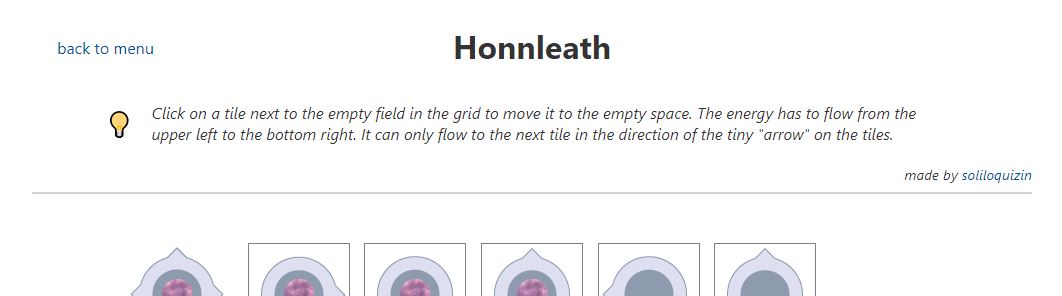 back to menu
Honnleath
Click on a tile next to the empty field in the grid to move it to the empty space. The energy has to flow from the
upper left to the bottom right. It can only flow to the next tile in the direction of the tiny "arrow" on the tiles.
made by soliloquizin